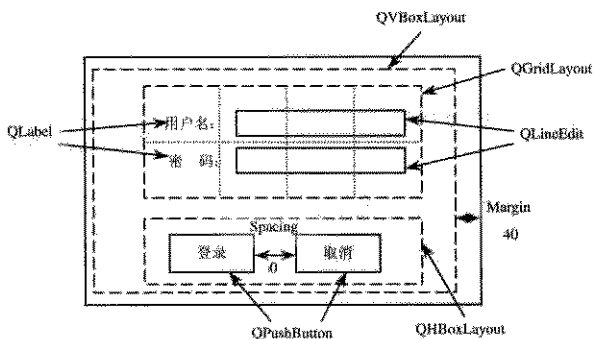 QVBoxLayout
QGridLayout
用户名:
QLabel
QLineEdit
密 码:
Margin
40
Spacing
登录
0
取消
QPushButton
QHBoxLayout